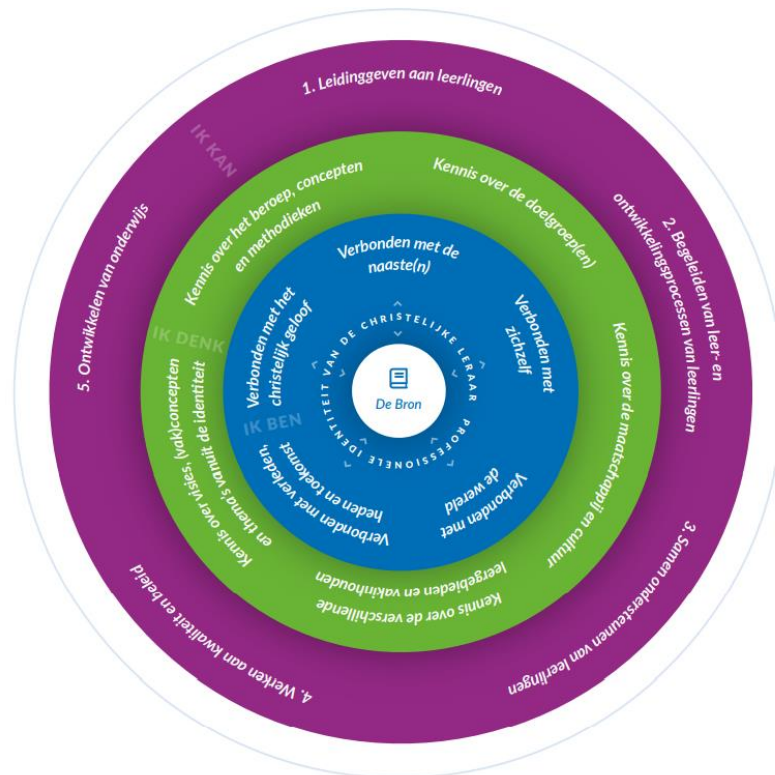 1. Leidinggeven aan leerlingen
2. Begeleiden van leer- en
ontwikkelingsprocessen van leerlingen
3. Samen ondersteunen van leerlingen
4. Werken aan kwaliteit en beleid
5. Ontwikkelen van onderwijs
IK KAN
Kennis over het beroep, concepten
en methodieken
Kennis over de doelgroep(en)
Kennis over de maatschappij en cultuur
Kennis over de verschillende
leergebieden en vakinhouden
Kennis over visies, (vak)concepten
en thema's vanuit de identiteit
IK DENK
Verbonden met de
naaste(n)
Verbonden met
zichzelf
Verbonden met
de wereld
Verbonden met verleden,
heden en toekomst
Verbonden met het
christelijk geloof
IK BEN
PROFESSIONELE IDENTITEIT VAN DE CHRISTELIJKE LERAAR
De Bron